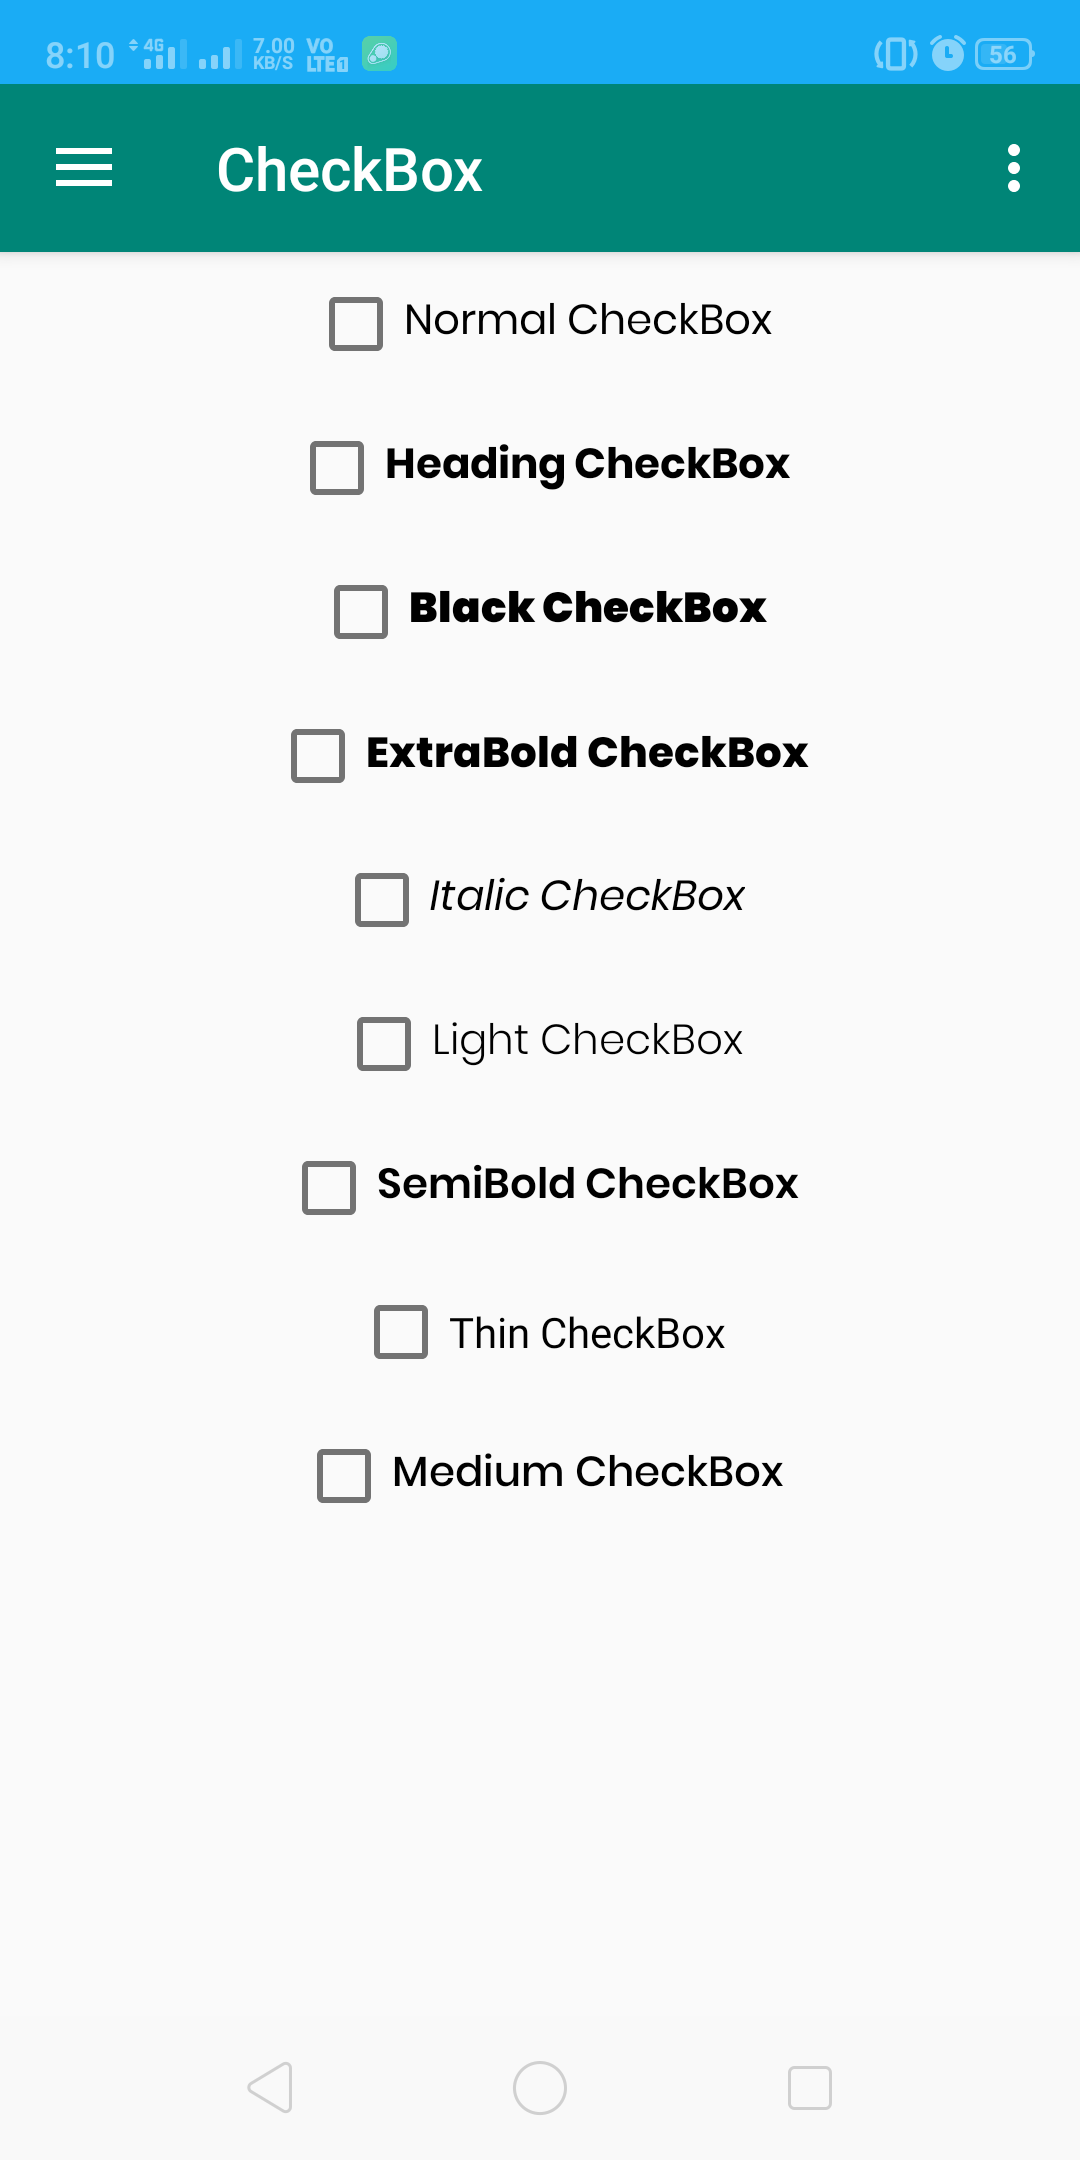 8:10 4G 7.00 KB/S VO LTE1 56
CheckBox
Normal CheckBox
Heading CheckBox
Black CheckBox
ExtraBold CheckBox
Italic CheckBox
Light CheckBox
SemiBold CheckBox
Thin CheckBox
Medium CheckBox